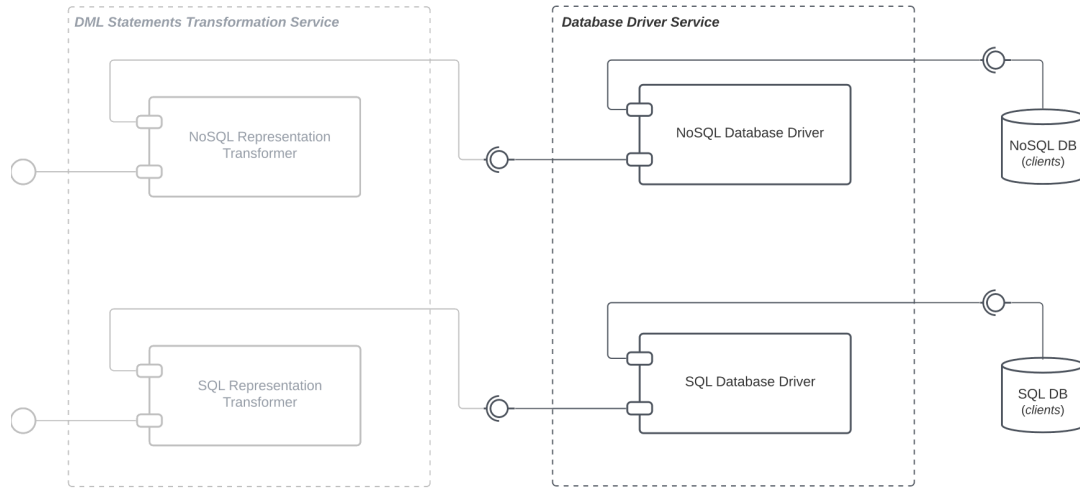 DML Statements Transformation Service
Database Driver Service
NoSQL Representation
Transformer
NoSQL Database Driver
NoSQL DB
(clients)
SQL Representation
Transformer
SQL Database Driver
SQL DB
(clients)